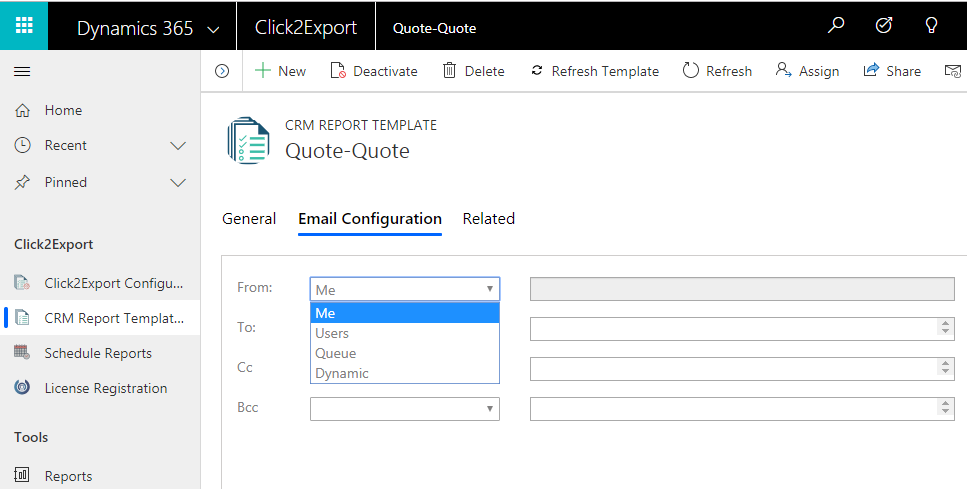 Dynamics 365 Click2Export Quote-Quote
New Deactivate Delete Refresh Template Refresh Assign Share
Home
Recent
Pinned
Click2Export
Click2Export Configu...
CRM Report Templat...
Schedule Reports
License Registration
Tools
Reports
CRM REPORT TEMPLATE
Quote-Quote
General Email Configuration Related
From: Me
Me
Users
Queue
Dynamic
To:
Cc
Bcc